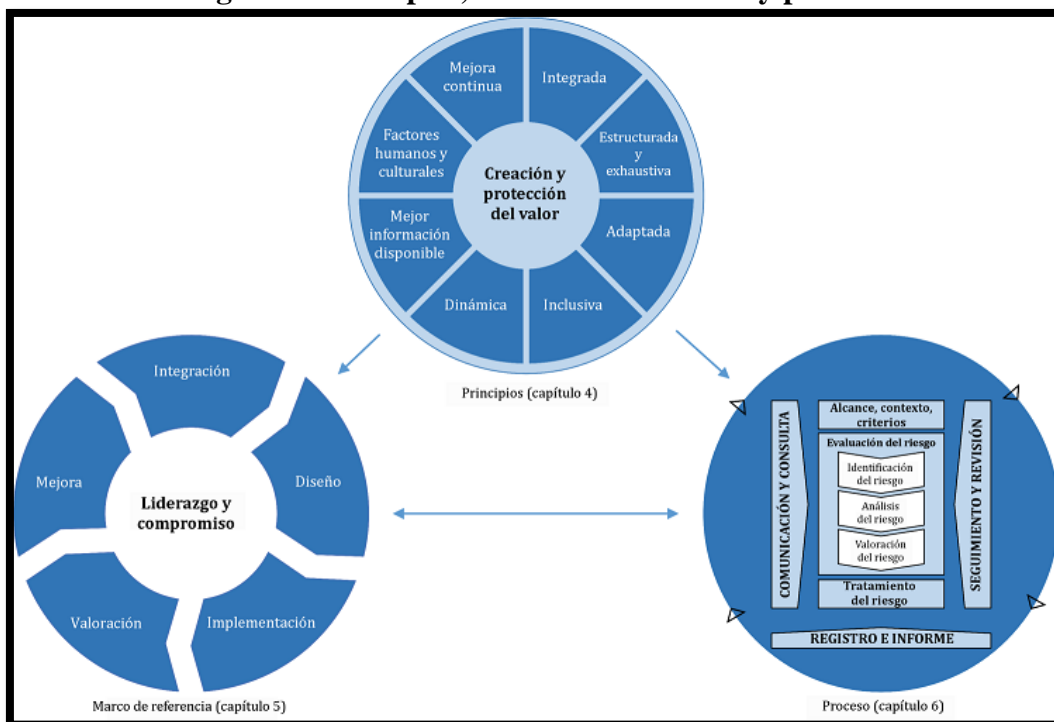 Mejora
continua
Integrada
Estructurada
y
exhaustiva
Adaptada
Inclusiva
Dinámica
Mejor
información
disponible
Factores
humanos y
culturales
Creación y
protección
del valor
Principios (capítulo 4)
Integración
Diseño
Implementación
Valoración
Mejora
Liderazgo y
compromiso
Marco de referencia (capítulo 5)
COMUNICACIÓN Y CONSULTA
Alcance, contexto,
criterios
Evaluación del riesgo
Identificación
del riesgo
Análisis
del riesgo
Valoración
del riesgo
Tratamiento
del riesgo
SEGUIMIENTO Y REVISIÓN
REGISTRO E INFORME
Proceso (capítulo 6)